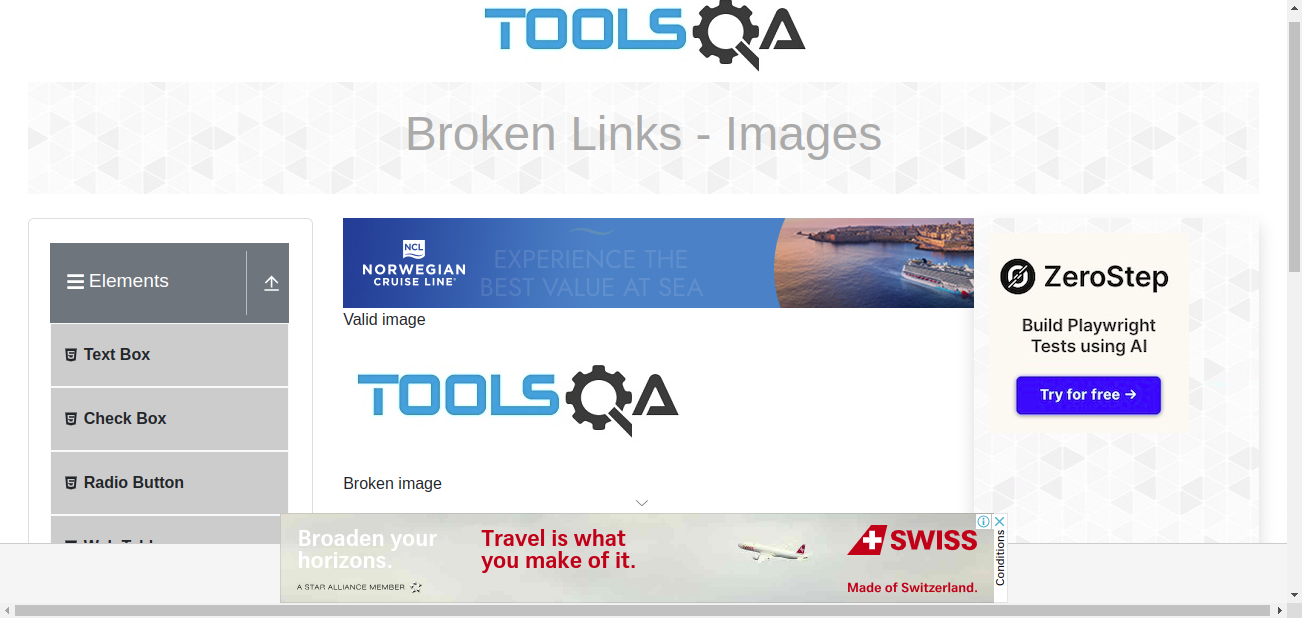 TOOLSQA
Broken Links - Images
Elements
Text Box
Check Box
Radio Button
NCL
NORWEGIAN
CRUISE LINE®
EXPERIENCE THE
BEST VALUE AT SEA
Valid image
TOOLSQA
Broken image
ZeroStep
Build Playwright
Tests using AI
Try for free →
Broaden your
horizons.
A STAR ALLIANCE MEMBER
Travel is what
you make of it.
SWISS
Made of Switzerland.
Conditions